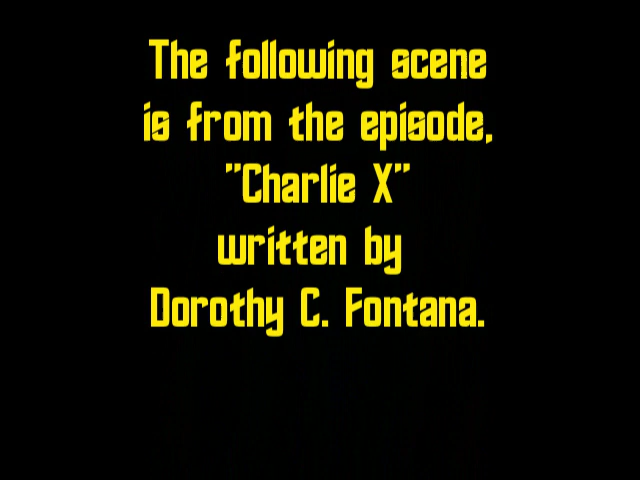 The following scene
is from the episode,
"Charlie X"
written by
Dorothy C. Fontana.